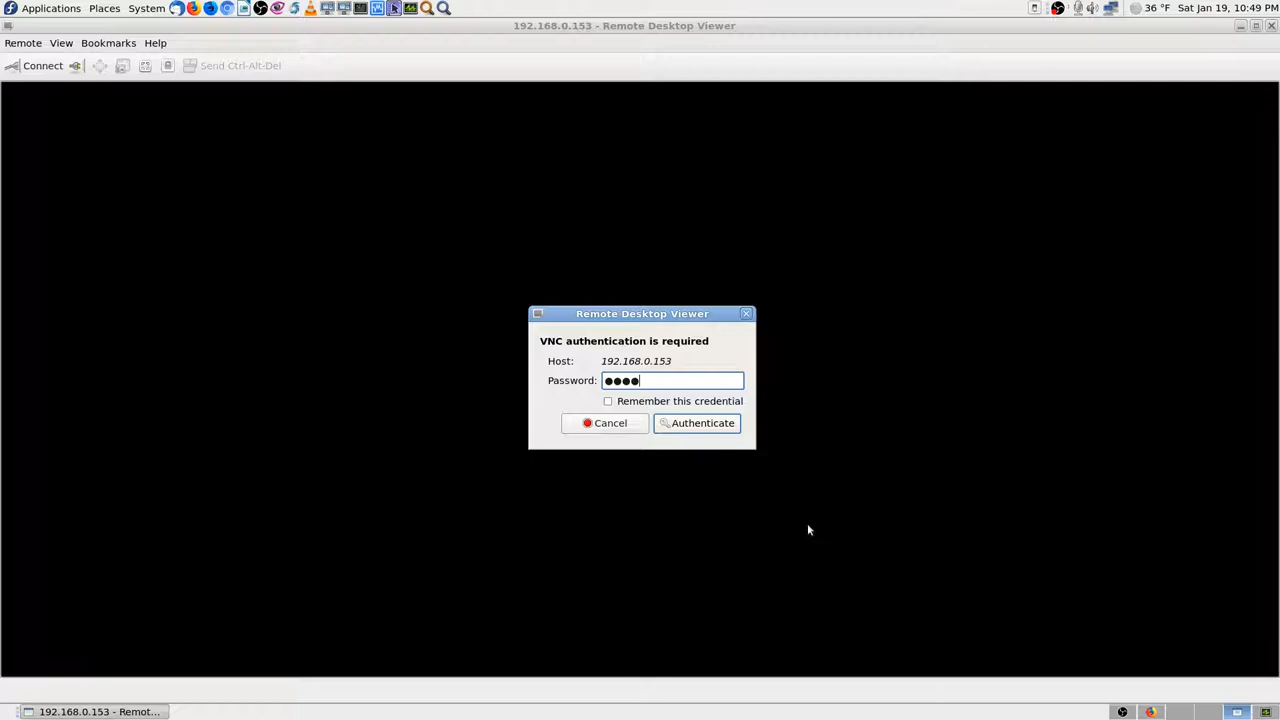 Applications Places System 36 °F Sat Jan 19, 10:49 PM
192.168.0.153 - Remote Desktop Viewer
Remote View Bookmarks Help
Connect Send Ctrl-Alt-Del
Remote Desktop Viewer
VNC authentication is required
Host: 192.168.0.153
Password: ●●●●
Remember this credential
Cancel Authenticate
192.168.0.153 - Remot...